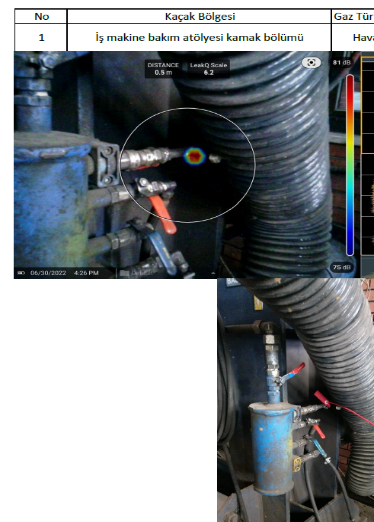 No Kaçak Bölgesi Gaz Tür
1 İş makine bakım atölyesi kamak bölümü Hava
DISTANCE LeakQ Scale
0.5 m 6.2
81 dB
75 dB
06/30/2022 4:26 PM